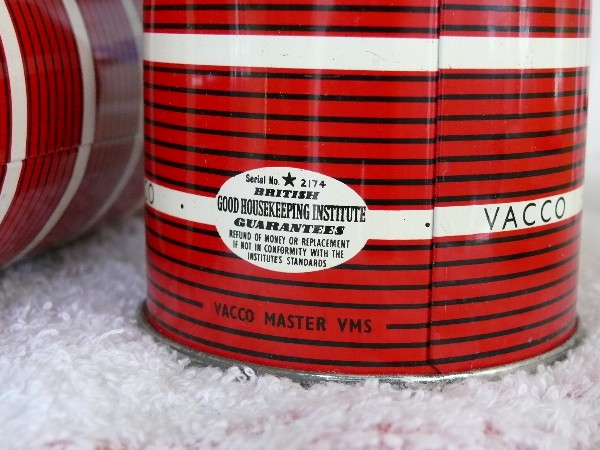 Serial No. ★ 2174
BRITISH
GOOD HOUSEKEEPING INSTITUTE
GUARANTEES
REFUND OF MONEY OR REPLACEMENT
IF NOT IN CONFORMITY WITH THE
INSTITUTE'S STANDARDS
VACCO
VACCO MASTER VMS